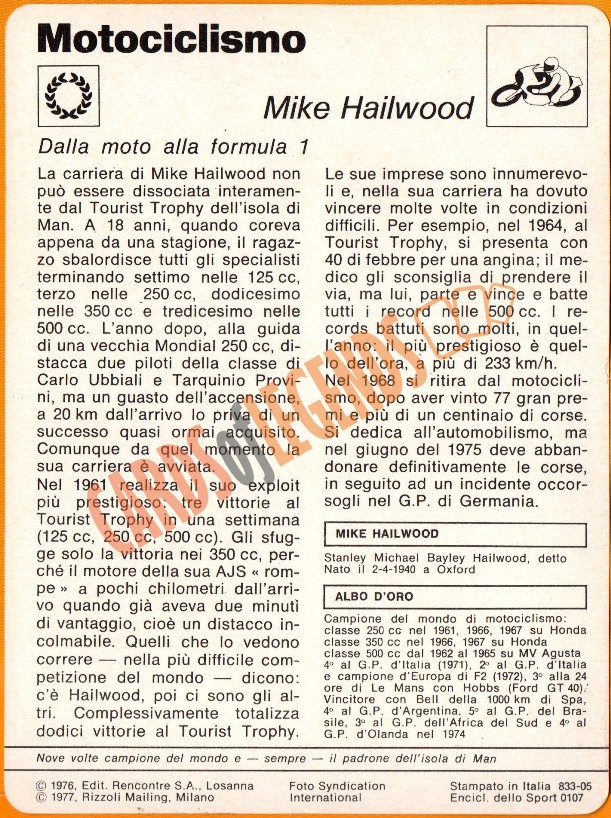 Motociclismo
Mike Hailwood
Dalla moto alla formula 1
La carriera di Mike Hailwood non
può essere dissociata interamen-
te dal Tourist Trophy dell'isola di
Man. A 18 anni, quando coreva
appena da una stagione, il ragaz-
zo sbalordisce tutti gli specialisti
terminando settimo nelle 125 cc,
terzo nelle 250 cc, dodicesimo
nelle 350 cc e tredicesimo nelle
500 cc. L'anno dopo, alla guida
di una vecchia Mondial 250 cc, di-
stacca due piloti della classe di
Carlo Ubbiali e Tarquinio Provi-
ni, ma un guasto dell'accensione,
a 20 km dall'arrivo lo priva di un
successo quasi ormai acquisito.
Comunque da quel momento la
sua carriera è avviata.
Nel 1961 realizza il suo exploit
più prestigioso: tre vittorie al
Tourist Trophy in una settimana
(125 cc, 250 cc, 500 cc). Gli sfug-
ge solo la vittoria nei 350 cc, per-
ché il motore della sua AJS « rom-
pe » a pochi chilometri dall'arri-
vo quando già aveva due minuti
di vantaggio, cioè un distacco in-
colmabile. Quelli che lo vedono
correre — nella più difficile com-
petizione del mondo — dicono:
c'è Hailwood, poi ci sono gli al-
tri. Complessivamente totalizza
dodici vittorie al Tourist Trophy.
Le sue imprese sono innumerevo-
li e, nella sua carriera ha dovuto
vincere molte volte in condizioni
difficili. Per esempio, nel 1964, al
Tourist Trophy, si presenta con
40 di febbre per una angina; il me-
dico gli sconsiglia di prendere il
via, ma lui, parte e vince e batte
tutti i record nelle 500 cc. I re-
cords battuti sono molti, in quel-
l'anno: il più prestigioso è quel-
lo dell'ora, a più di 233 km/h.
Nel 1968 si ritira dal motocicli-
smo, dopo aver vinto 77 gran pre-
mi e più di un centinaio di corse.
Si dedica all'automobilismo, ma
nel giugno del 1975 deve abban-
donare definitivamente le corse,
in seguito ad un incidente occor-
sogli nel G.P. di Germania.
MIKE HAILWOOD
Stanley Michael Bayley Hailwood, detto
Nato il 2-4-1940 a Oxford
ALBO D'ORO
Campione del mondo di motociclismo:
classe 250 cc nel 1961, 1966, 1967 su Honda
classe 350 cc nel 1966, 1967 su Honda
classe 500 cc dal 1962 al 1965 su MV Agusta
4º al G.P. d'Italia (1971), 2º al G.P. d'Italia
e campione d'Europa di F2 (1972), 3º alla 24
ore di Le Mans con Hobbs (Ford GT 40).
Vincitore con Bell della 1000 km di Spa,
4º al G.P. d'Argentina, 5º al G.P. del Bra-
sile, 3º al G.P. dell'Africa del Sud e 4º al
G.P. d'Olanda nel 1974
Nove volte campione del mondo e — sempre — il padrone dell'isola di Man
© 1976, Edit. Rencontre S.A., Losanna
© 1977, Rizzoli Mailing, Milano
Foto Syndication
International
Stampato in Italia 833-05
Encicl. dello Sport 0107
CARDS of LEGENDS